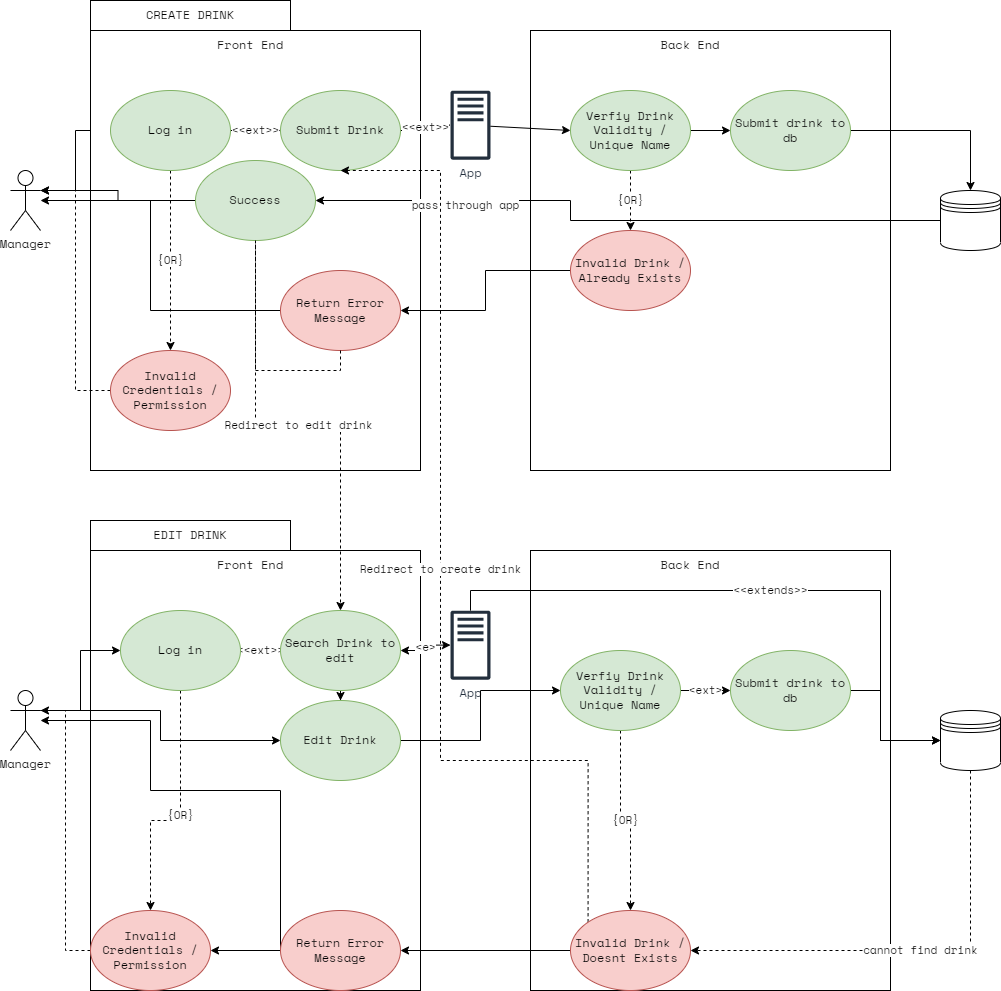 CREATE DRINK
Front End
Back End
Log in
<<ext>>
Submit Drink
<<ext>>
App
Verfiy Drink
Validity /
Unique Name
Submit drink to
db
Success
pass through app
{OR}
Manager
{OR}
Invalid Drink /
Already Exists
Return Error
Message
Invalid
Credentials /
Permission
Redirect to edit drink
EDIT DRINK
Front End
Back End
Redirect to create drink
<<extends>>
Log in
<ext>
Search Drink to
edit
<e>
App
Verfiy Drink
Validity /
Unique Name
<ext>
Submit drink to
db
Edit Drink
Manager
{OR}
{OR}
Invalid
Credentials /
Permission
Return Error
Message
Invalid Drink /
Doesnt Exists
cannot find drink